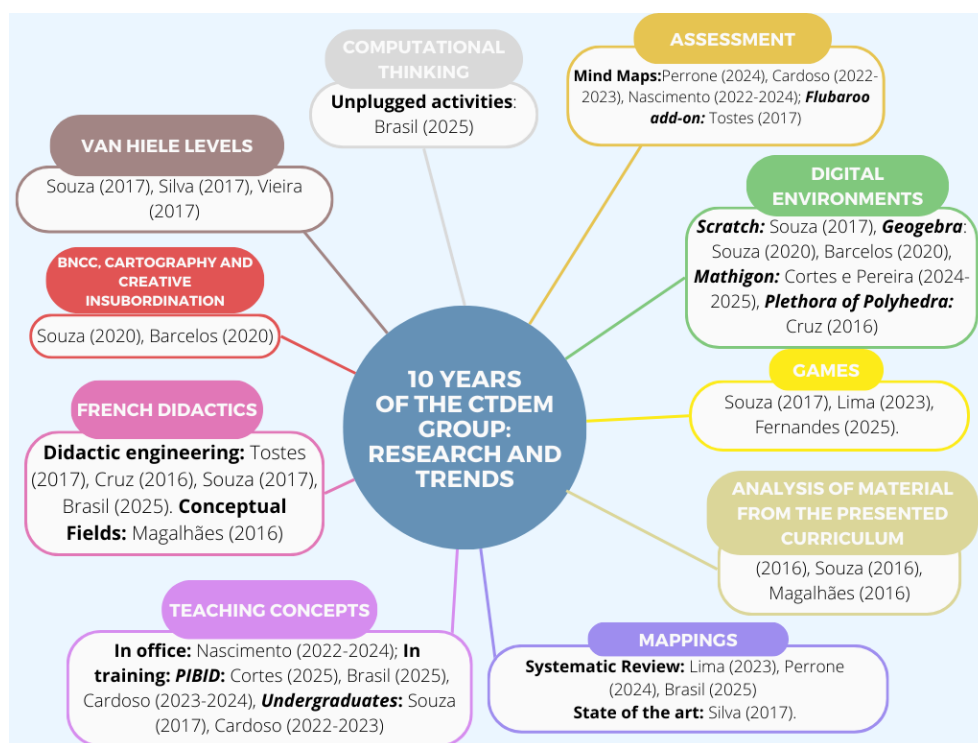 COMPUTATIONAL
THINKING
Unplugged activities:
Brasil (2025)
ASSESSMENT
Mind Maps:Perrone (2024), Cardoso (2022-
2023), Nascimento (2022-2024); Flubaroo
add-on: Tostes (2017)
VAN HIELE LEVELS
Souza (2017), Silva (2017), Vieira
(2017)
DIGITAL
ENVIRONMENTS
Scratch: Souza (2017), Geogebra:
Souza (2020), Barcelos (2020),
Mathigon: Cortes e Pereira (2024-
2025), Plethora of Polyhedra:
Cruz (2016)
BNCC, CARTOGRAPHY AND
CREATIVE
INSUBORDINATION
Souza (2020), Barcelos (2020)
10 YEARS
OF THE CTDEM
GROUP:
RESEARCH AND
TRENDS
GAMES
Souza (2017), Lima (2023),
Fernandes (2025).
FRENCH DIDACTICS
Didactic engineering: Tostes
(2017), Cruz (2016), Souza (2017),
Brasil (2025). Conceptual
Fields: Magalhães (2016)
ANALYSIS OF MATERIAL
FROM THE PRESENTED
CURRICULUM
(2016), Souza (2016),
Magalhães (2016)
TEACHING CONCEPTS
In office: Nascimento (2022-2024); In
training: PIBID: Cortes (2025), Brasil (2025),
Cardoso (2023-2024), Undergraduates: Souza
(2017), Cardoso (2022-2023)
MAPPINGS
Systematic Review: Lima (2023), Perrone
(2024), Brasil (2025)
State of the art: Silva (2017).